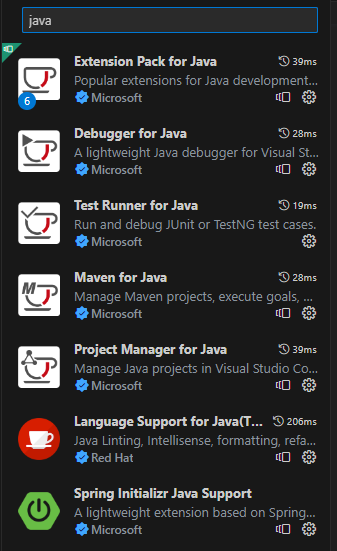 java
Extension Pack for Java 39ms
Popular extensions for Java development...
6 Microsoft
Debugger for Java 28ms
A lightweight Java debugger for Visual St...
Microsoft
Test Runner for Java 19ms
Run and debug JUnit or TestNG test cases.
Microsoft
Maven for Java 28ms
M
Manage Maven projects, execute goals, ...
Microsoft
Project Manager for Java 39ms
Manage Java projects in Visual Studio Co...
Microsoft
Language Support for Java(T... 206ms
Java Linting, Intellisense, formatting, refa...
Red Hat
Spring Initializr Java Support
A lightweight extension based on Spring...
Microsoft